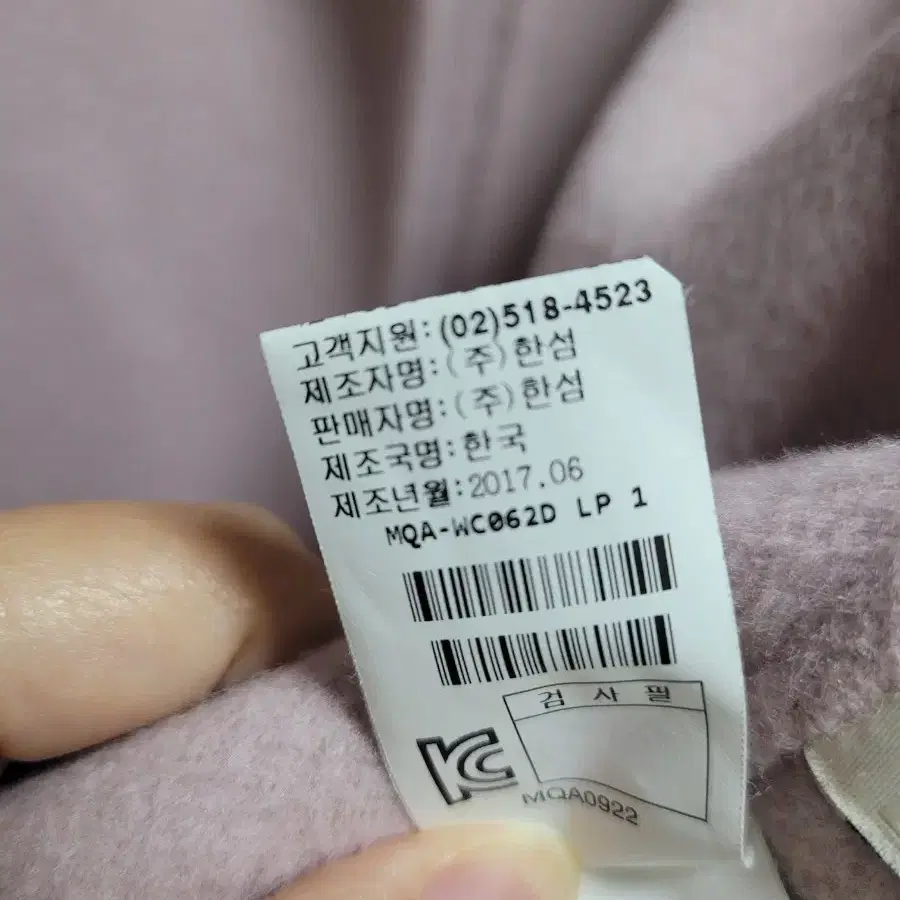 고객지원:(02)518-4523
제조자명:(주)한섬
판매자명:(주)한섬
제조국명:한국
제조년월:2017.06
MQA-WC062D LP 1
검 사 필
KC
MQA0922